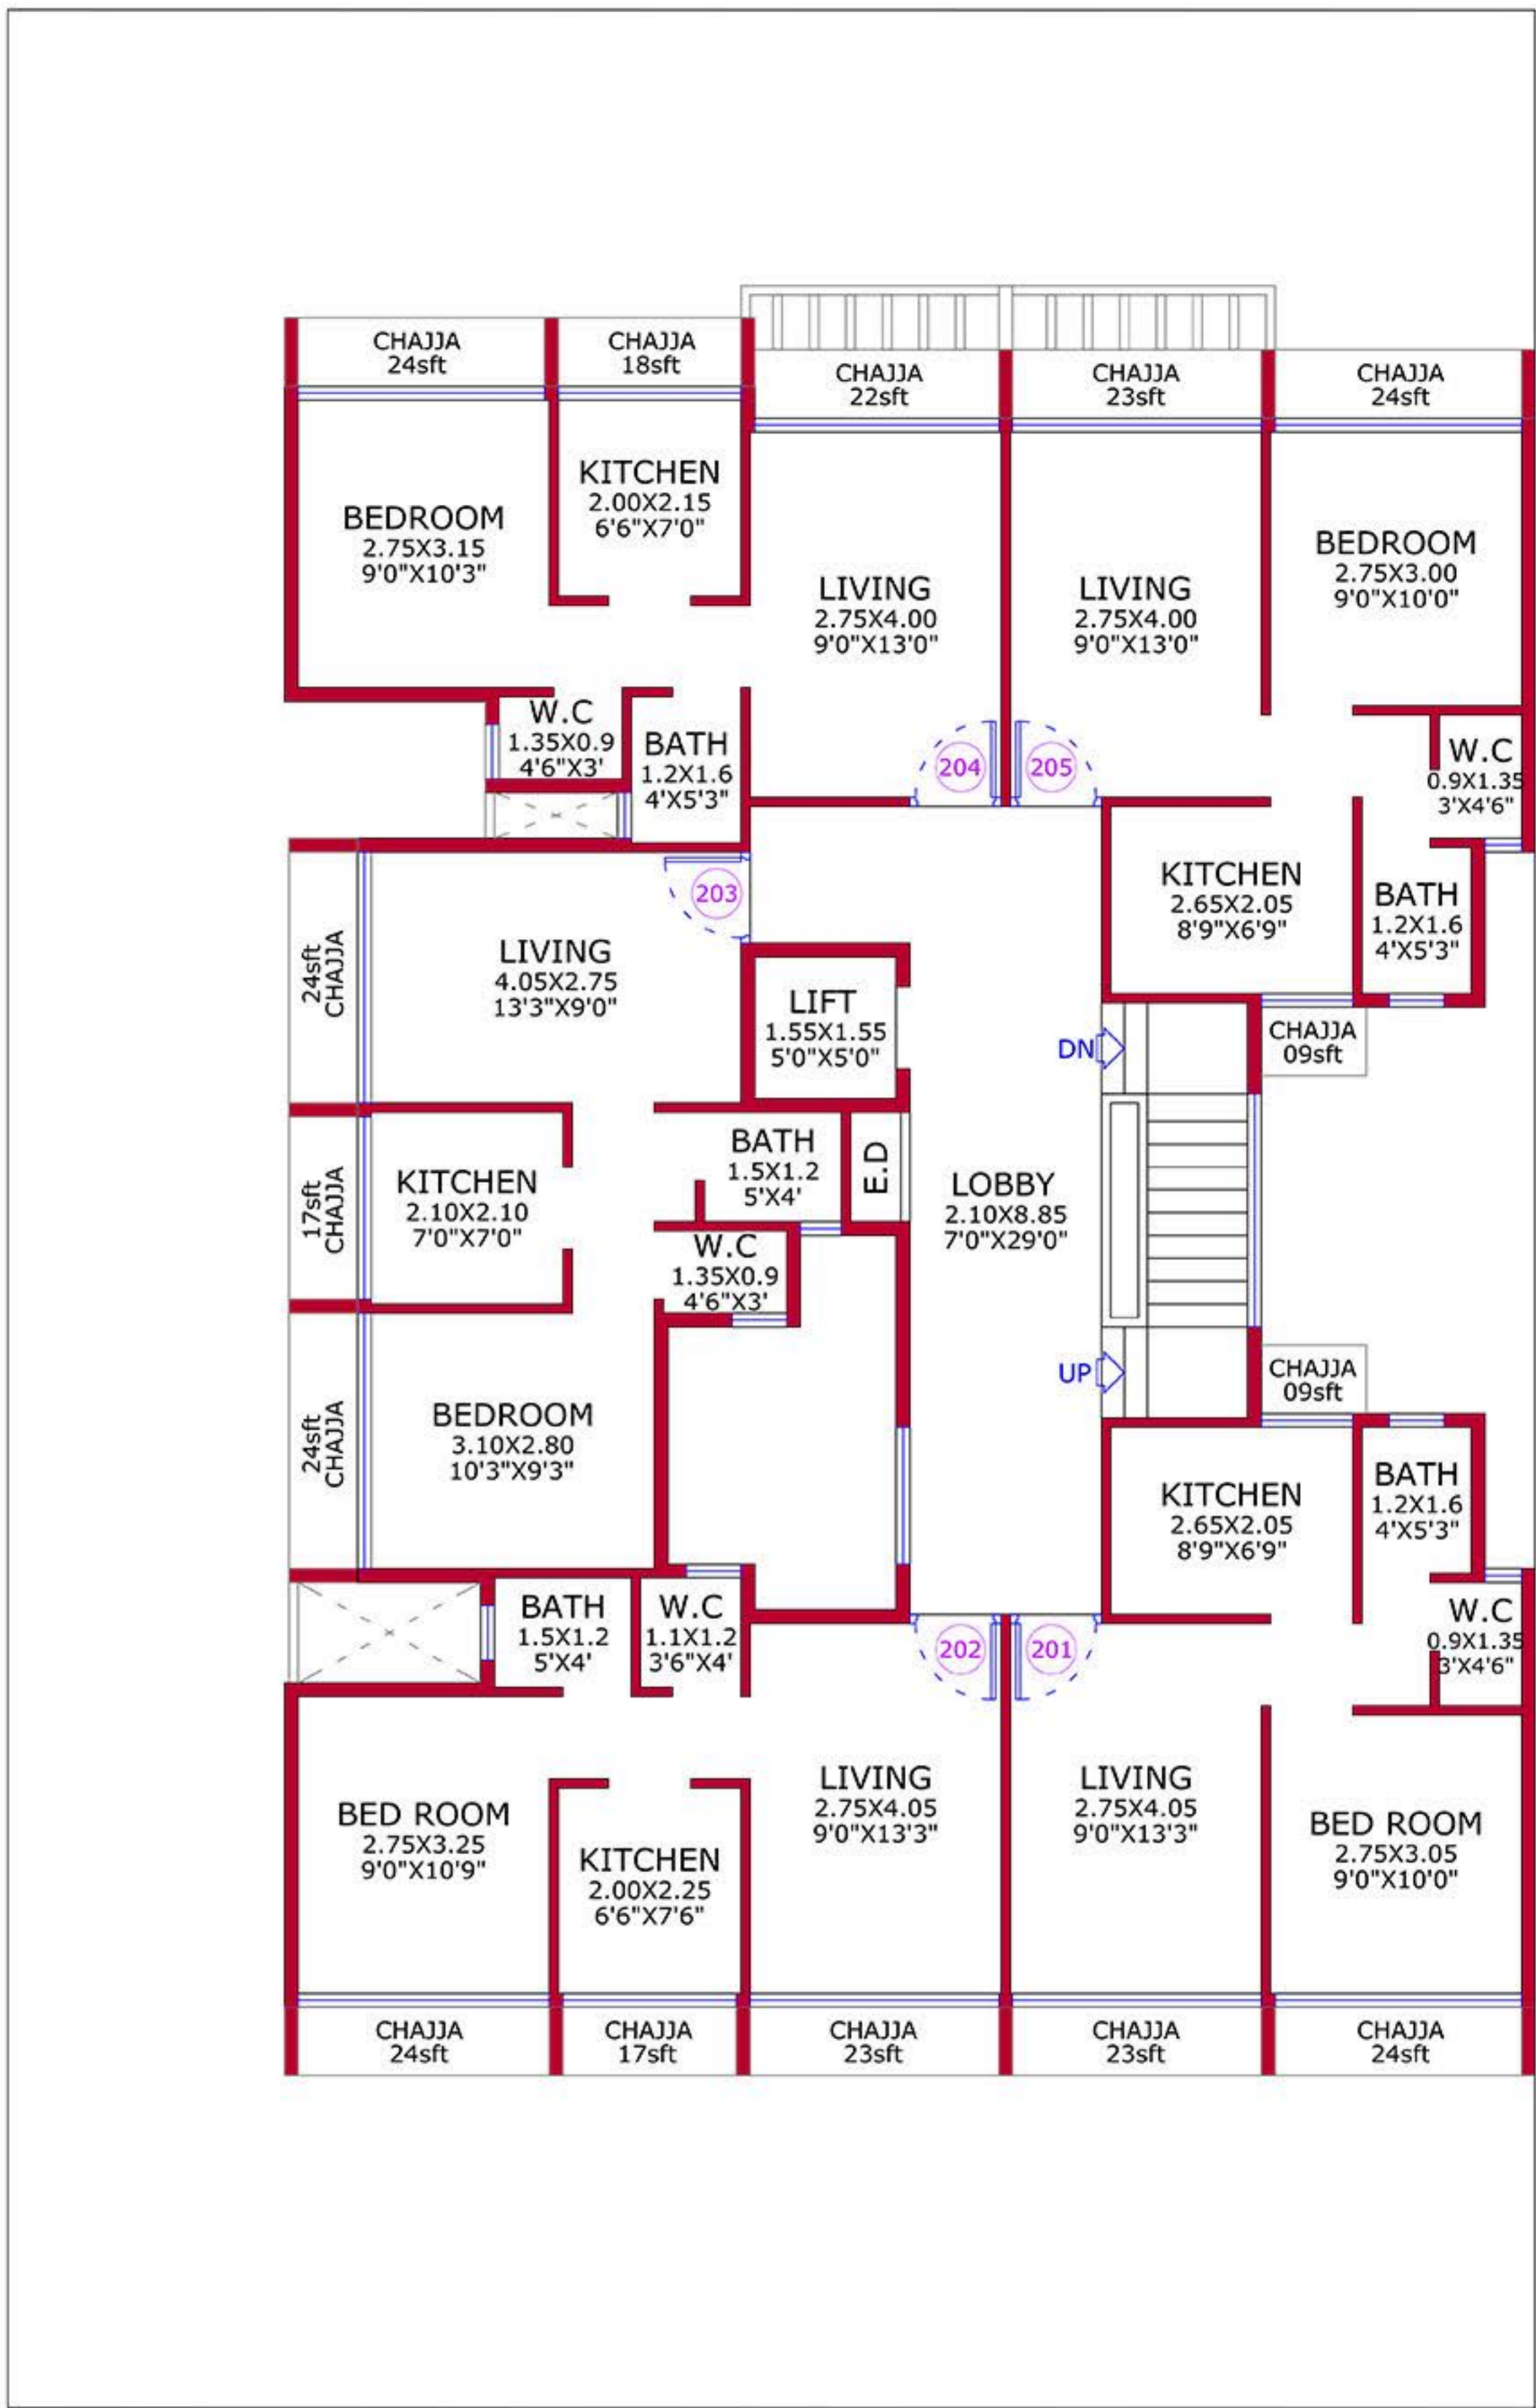 CHAJJA
24sft
CHAJJA
18sft
CHAJJA
22sft
CHAJJA
23sft
CHAJJA
24sft
BEDROOM
2.75X3.15
9'0"X10'3"
KITCHEN
2.00X2.15
6'6"X7'0"
LIVING
2.75X4.00
9'0"X13'0"
LIVING
2.75X4.00
9'0"X13'0"
BEDROOM
2.75X3.00
9'0"X10'0"
W.C
1.35X0.9
4'6"X3'
BATH
1.2X1.6
4'X5'3"
204
205
W.C
0.9X1.35
3'X4'6"
203
KITCHEN
2.65X2.05
8'9"X6'9"
BATH
1.2X1.6
4'X5'3"
24sft
CHAJJA
LIVING
4.05X2.75
13'3"X9'0"
LIFT
1.55X1.55
5'0"X5'0"
DN
CHAJJA
09sft
17sft
CHAJJA
KITCHEN
2.10X2.10
7'0"X7'0"
BATH
1.5X1.2
5'X4'
E.D
LOBBY
2.10X8.85
7'0"X29'0"
W.C
1.35X0.9
4'6"X3'
UP
CHAJJA
09sft
24sft
CHAJJA
BEDROOM
3.10X2.80
10'3"X9'3"
KITCHEN
2.65X2.05
8'9"X6'9"
BATH
1.2X1.6
4'X5'3"
BATH
1.5X1.2
5'X4'
W.C
1.1X1.2
3'6"X4'
202
201
W.C
0.9X1.35
3'X4'6"
BED ROOM
2.75X3.25
9'0"X10'9"
KITCHEN
2.00X2.25
6'6"X7'6"
LIVING
2.75X4.05
9'0"X13'3"
LIVING
2.75X4.05
9'0"X13'3"
BED ROOM
2.75X3.05
9'0"X10'0"
CHAJJA
24sft
CHAJJA
17sft
CHAJJA
23sft
CHAJJA
23sft
CHAJJA
24sft